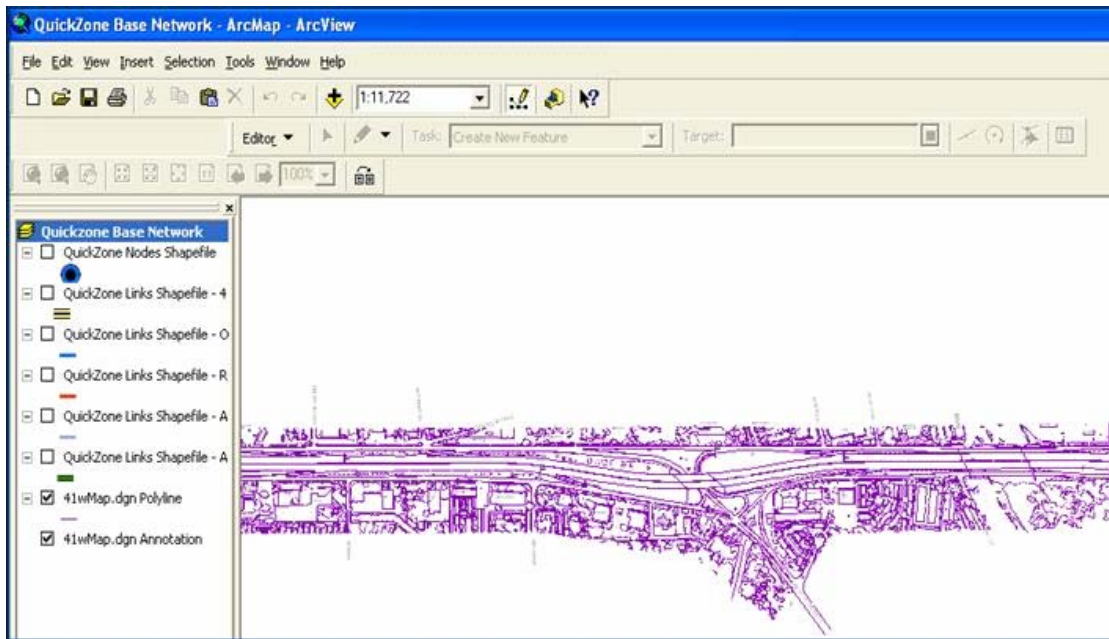 QuickZone Base Network - ArcMap - ArcView
File Edit View Insert Selection Tools Window Help
1:11,722
Editor Task: Create New Feature Target:
100%
Quickzone Base Network
QuickZone Nodes Shapefile
QuickZone Links Shapefile - 4
QuickZone Links Shapefile - O
QuickZone Links Shapefile - R
QuickZone Links Shapefile - A
QuickZone Links Shapefile - A
41wMap.dgn Polyline
41wMap.dgn Annotation